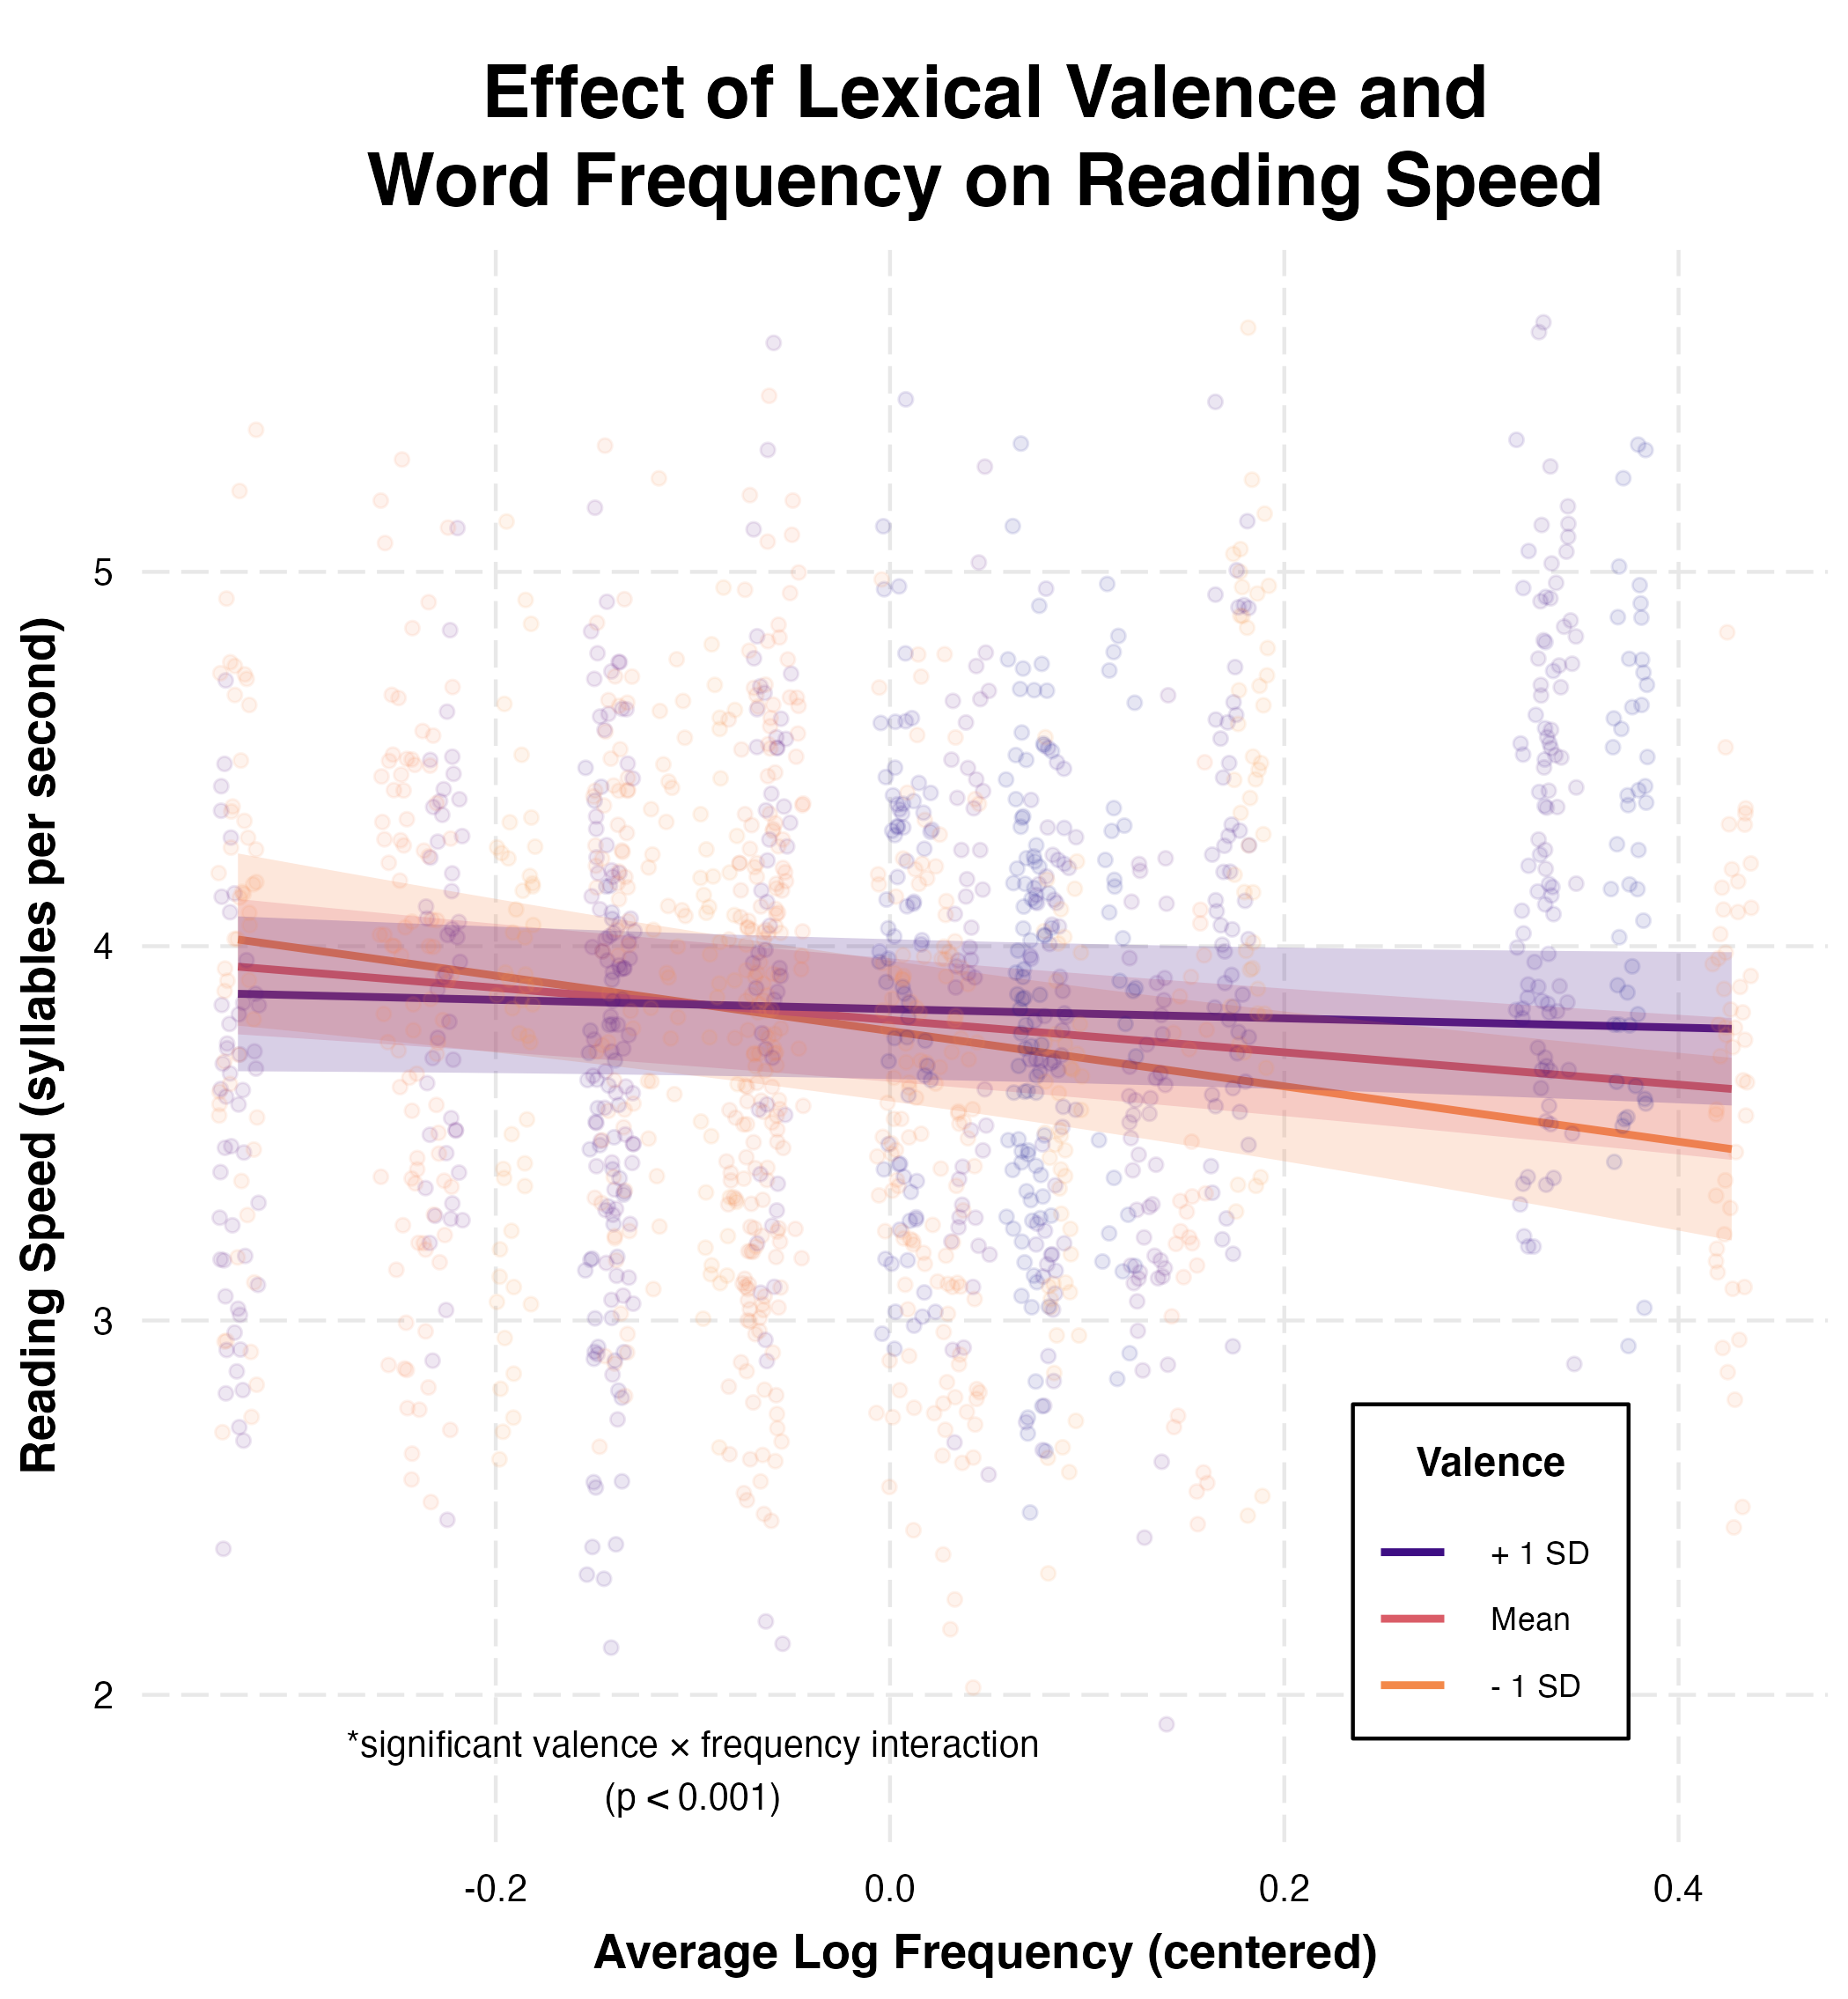 Effect of Lexical Valence and
Word Frequency on Reading Speed
Reading Speed (syllables per second)
5
4
3
2
Valence
+ 1 SD
Mean
- 1 SD
*significant valence × frequency interaction
(p < 0.001)
-0.2
0.0
0.2
0.4
Average Log Frequency (centered)